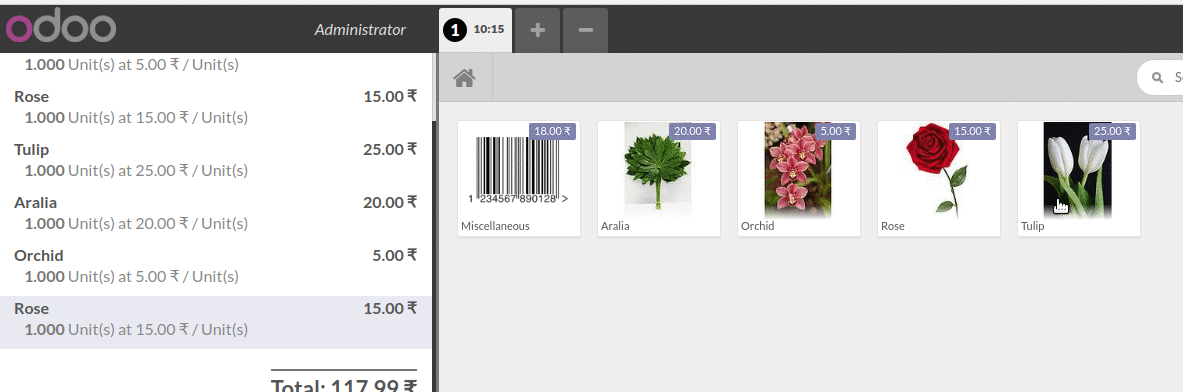 odoo
Administrator
1 10:15
1.000 Unit(s) at 5.00 ₹ / Unit(s)
Rose 15.00 ₹
1.000 Unit(s) at 15.00 ₹ / Unit(s)
Tulip 25.00 ₹
1.000 Unit(s) at 25.00 ₹ / Unit(s)
Aralia 20.00 ₹
1.000 Unit(s) at 20.00 ₹ / Unit(s)
Orchid 5.00 ₹
1.000 Unit(s) at 5.00 ₹ / Unit(s)
Rose 15.00 ₹
1.000 Unit(s) at 15.00 ₹ / Unit(s)
Total: 117.99 ₹
18.00 ₹
1 234567 890128 >
Miscellaneous
20.00 ₹
Aralia
5.00 ₹
Orchid
15.00 ₹
Rose
25.00 ₹
Tulip